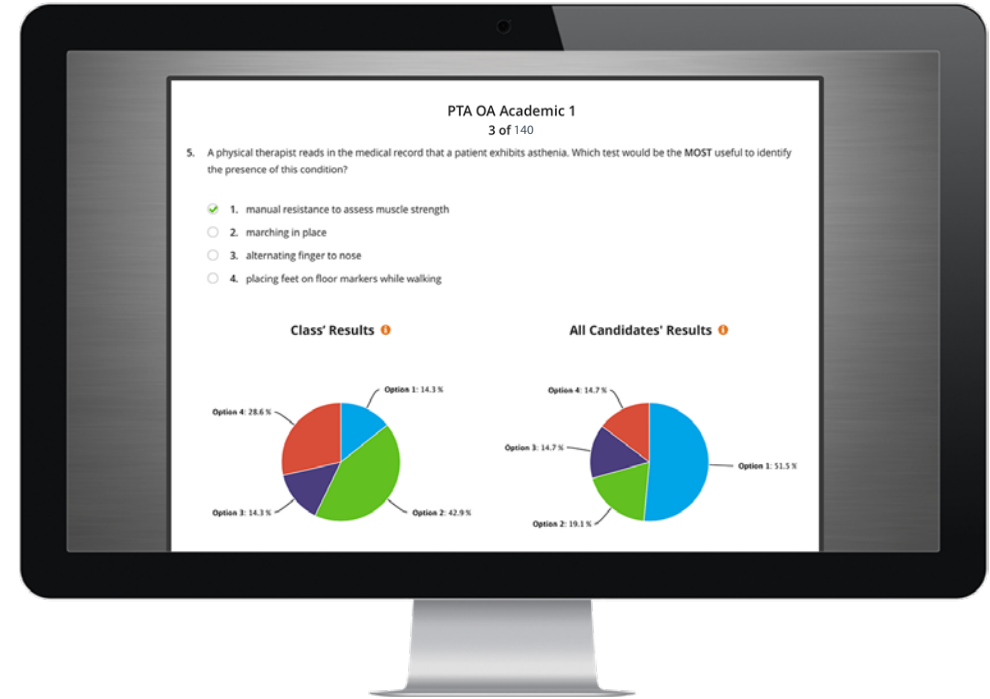 PTA OA Academic 1
3 of 140
5. A physical therapist reads in the medical record that a patient exhibits asthenia. Which test would be the MOST useful to identify
the presence of this condition?
1. manual resistance to assess muscle strength
2. marching in place
3. alternating finger to nose
4. placing feet on floor markers while walking
Class' Results
All Candidates' Results
Option 1: 14.3 %
Option 4: 28.6 %
Option 3: 14.3 %
Option 2: 42.9 %
Option 4: 14.7 %
Option 3: 14.7 %
Option 1: 51.5 %
Option 2: 19.1 %